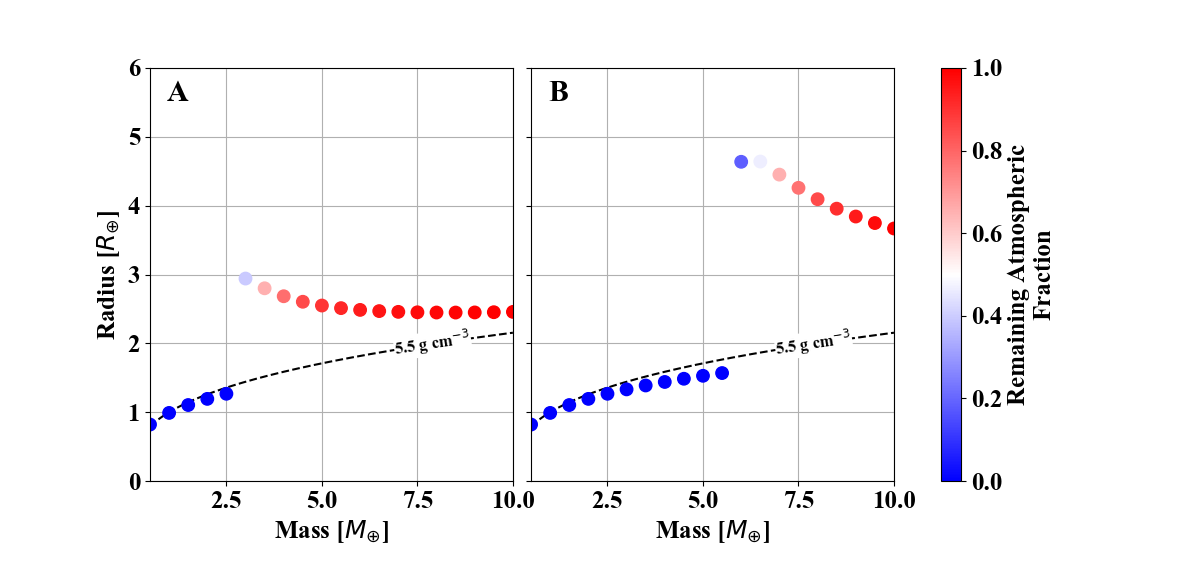 A
B
6
5
4
3
2
1
0
Radius [R⊕]
5.5 g cm⁻³
5.5 g cm⁻³
2.5
5.0
7.5
10.0
2.5
5.0
7.5
10.0
Mass [M⊕]
Mass [M⊕]
1.0
0.8
0.6
0.4
0.2
0.0
Remaining Atmospheric
Fraction